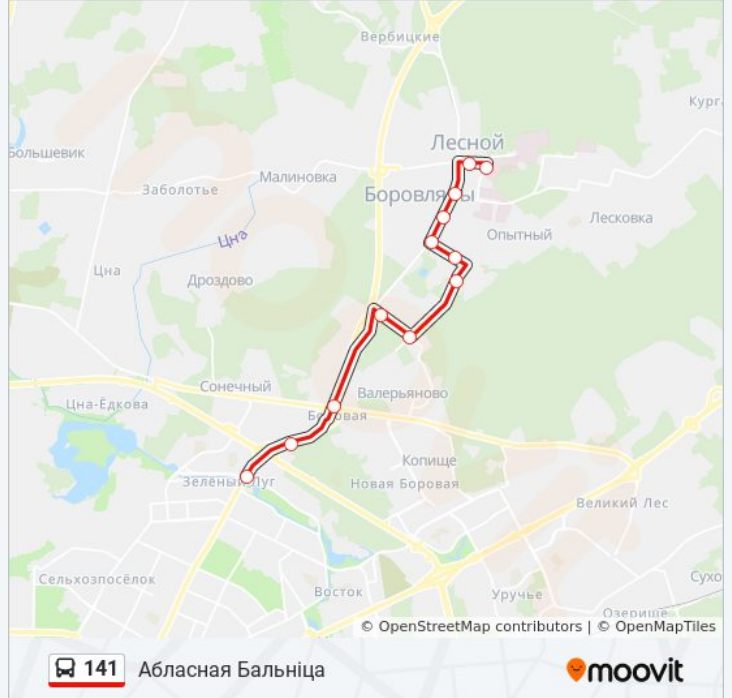 Вербицкие
Лесной
Большевик
Малиновка
Заболотье
Боровляны
Лесковка
Опытный
Цна
Цна
Дроздово
Сонечный
Валерьяново
Цна-Ёдкова
Боровая
Копище
Зелёный Луг
Новая Боровая
Великий Лес
Сельхозпосёлок
Восток
Уручье
Сухо
Озерище
© OpenStreetMap contributors | © OpenMapTiles
141 Абласная Бальніца
moovit